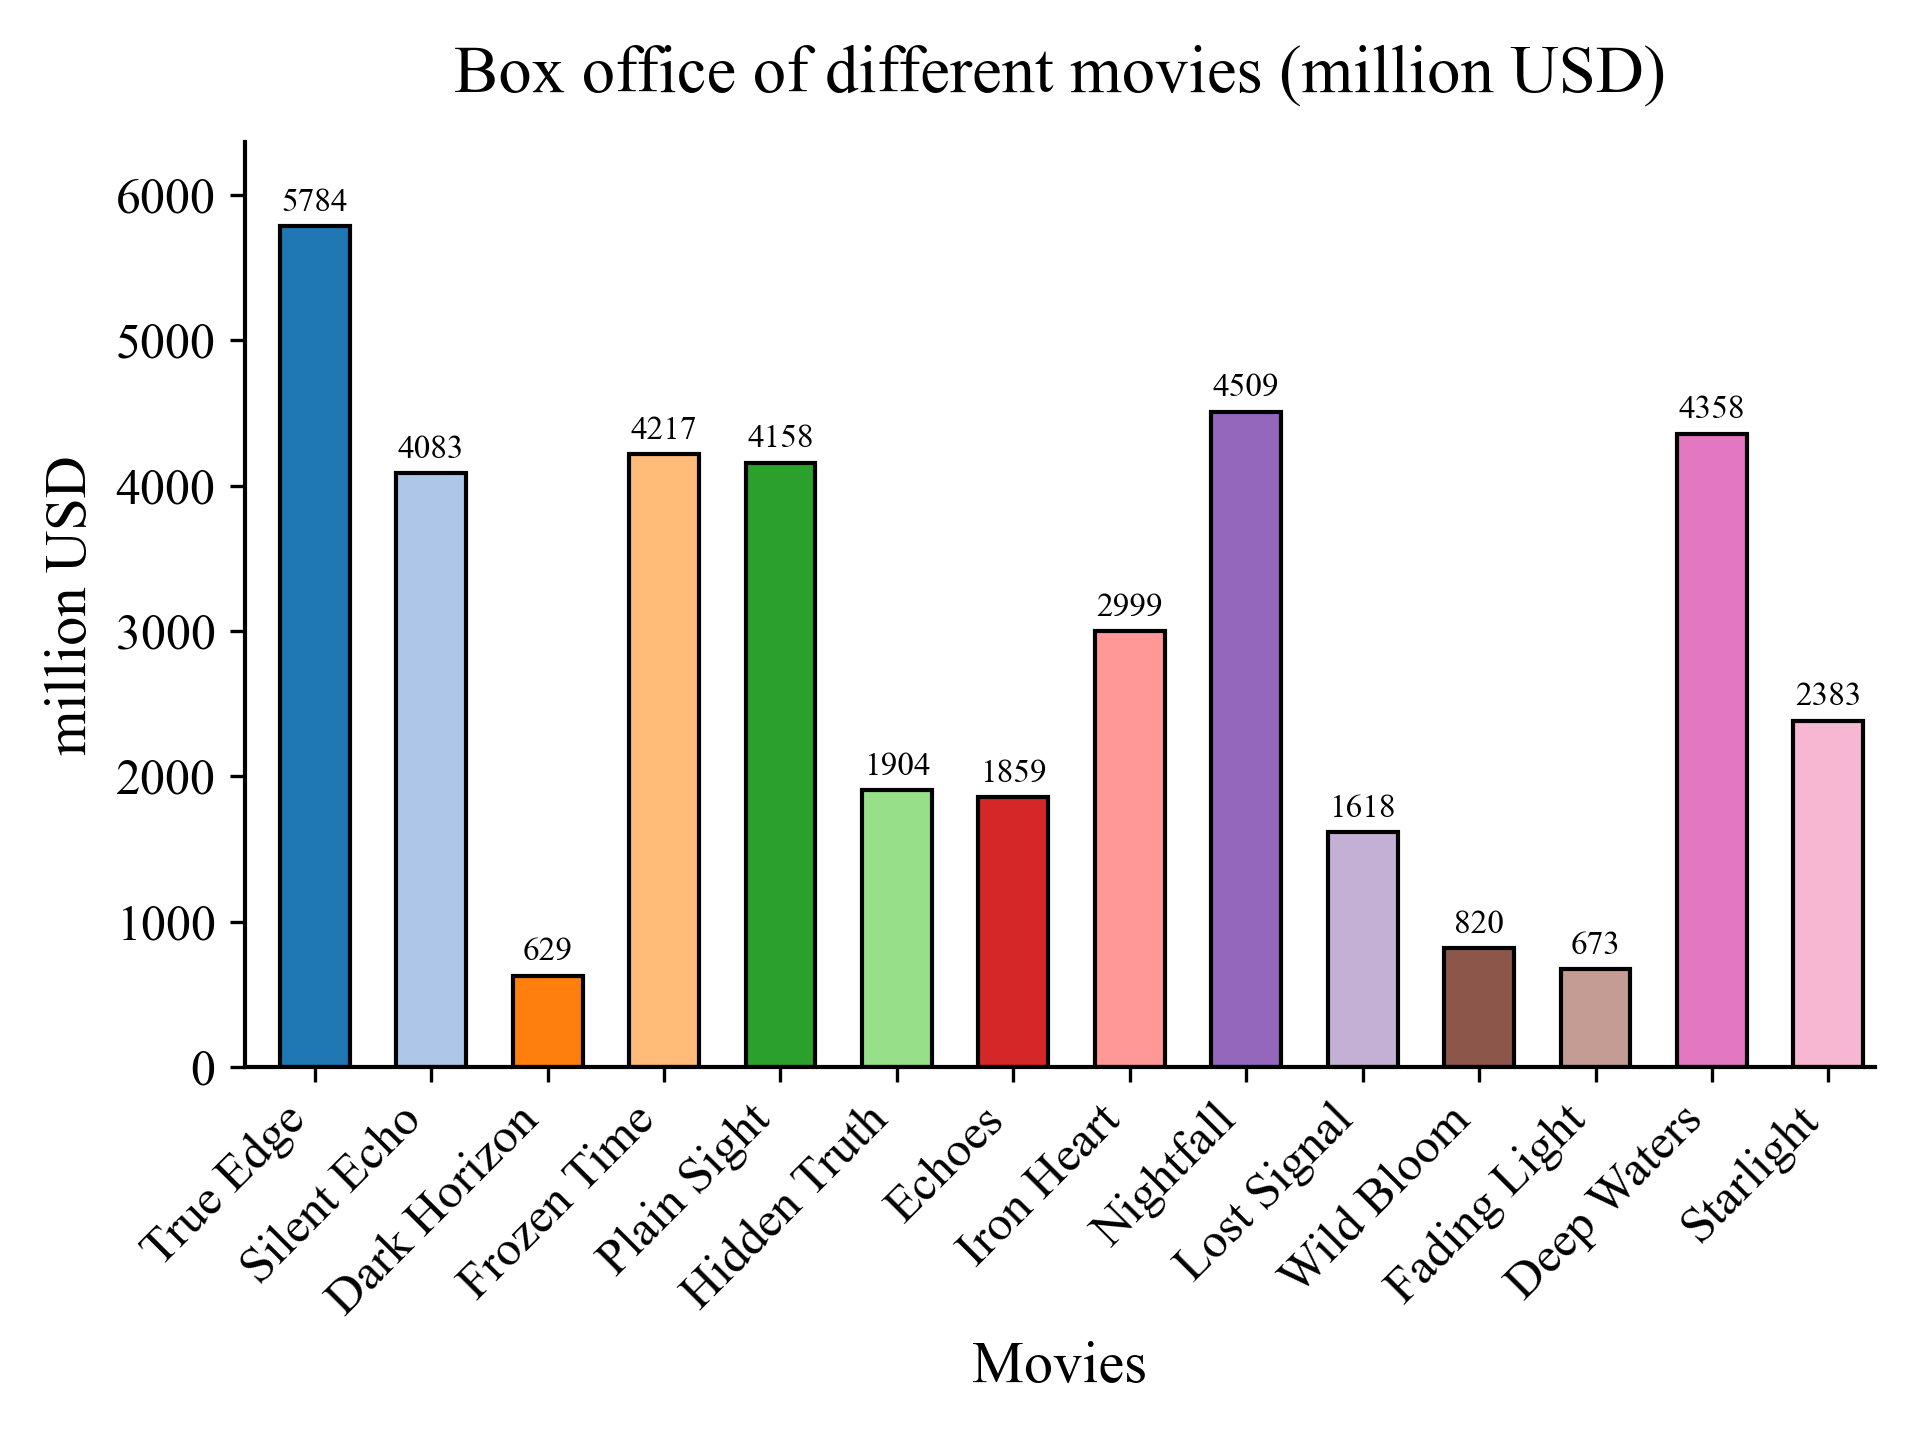 Box office of different movies (million USD)
million USD
6000
5000
4000
3000
2000
1000
0
5784
4083
629
4217
4158
1904
1859
2999
4509
1618
820
673
4358
2383
True Edge
Silent Echo
Dark Horizon
Frozen Time
Plain Sight
Hidden Truth
Echoes
Iron Heart
Nightfall
Lost Signal
Wild Bloom
Fading Light
Deep Waters
Starlight
Movies